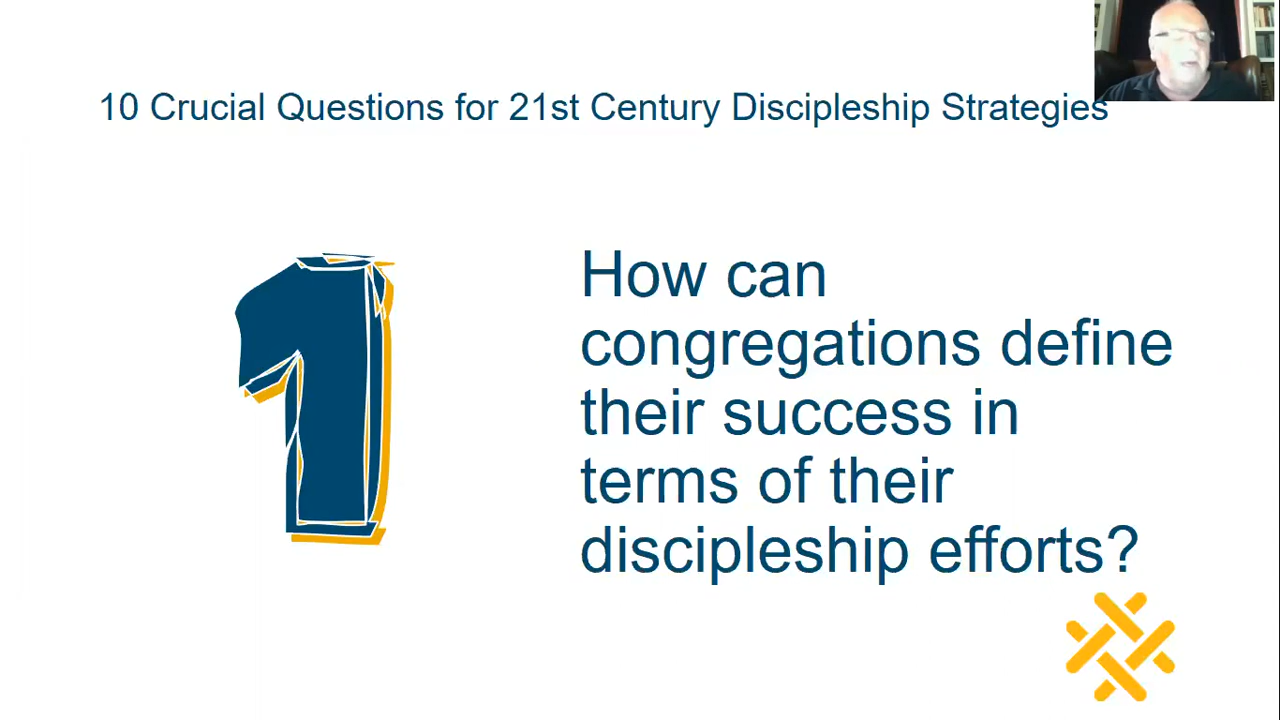 10 Crucial Questions for 21st Century Discipleship Strategies
1
How can
congregations define
their success in
terms of their
discipleship efforts?